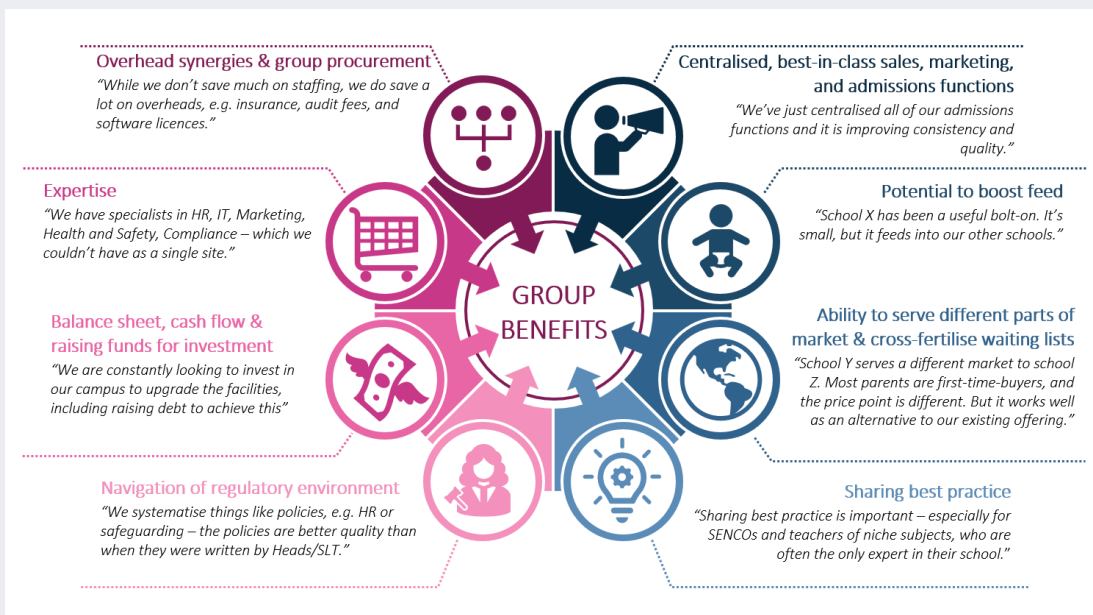 Overhead synergies & group procurement
“While we don’t save much on staffing, we do save a
lot on overheads, e.g. insurance, audit fees, and
software licences.”
Expertise
“We have specialists in HR, IT, Marketing,
Health and Safety, Compliance – which we
couldn’t have as a single site.”
Balance sheet, cash flow &
raising funds for investment
“We are constantly looking to invest in
our campus to upgrade the facilities,
including raising debt to achieve this”
Navigation of regulatory environment
“We systematise things like policies, e.g. HR or
safeguarding – the policies are better quality than
when they were written by Heads/SLT.”
GROUP
BENEFITS
Centralised, best-in-class sales, marketing,
and admissions functions
“We’ve just centralised all of our admissions
functions and it is improving consistency and
quality.”
Potential to boost feed
“School X has been a useful bolt-on. It’s
small, but it feeds into our other schools.”
Ability to serve different parts of
market & cross-fertilise waiting lists
“School Y serves a different market to school
Z. Most parents are first-time-buyers, and
the price point is different. But it works well
as an alternative to our existing offering.”
Sharing best practice
“Sharing best practice is important – especially for
SENCOs and teachers of niche subjects, who are
often the only expert in their school.”